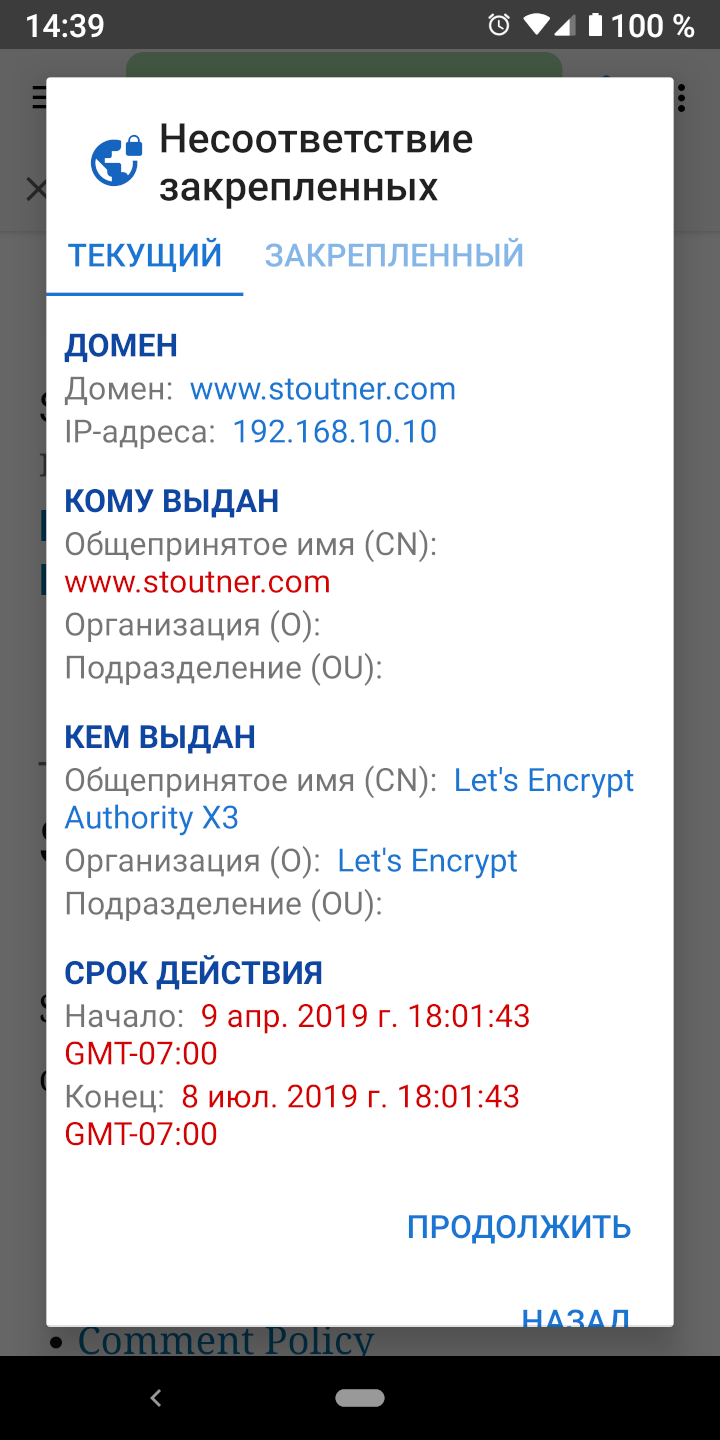 14:39
100 %
Несоответствие
закрепленных
ТЕКУЩИЙ
ЗАКРЕПЛЕННЫЙ
ДОМЕН
Домен: www.stoutner.com
IP-адреса: 192.168.10.10
КОМУ ВЫДАН
Общепринятое имя (CN):
www.stoutner.com
Организация (O):
Подразделение (OU):
КЕМ ВЫДАН
Общепринятое имя (CN): Let's Encrypt
Authority X3
Организация (O): Let's Encrypt
Подразделение (OU):
СРОК ДЕЙСТВИЯ
Начало: 9 апр. 2019 г. 18:01:43
GMT-07:00
Конец: 8 июл. 2019 г. 18:01:43
GMT-07:00
ПРОДОЛЖИТЬ
НАЗАД
• Comment Policy